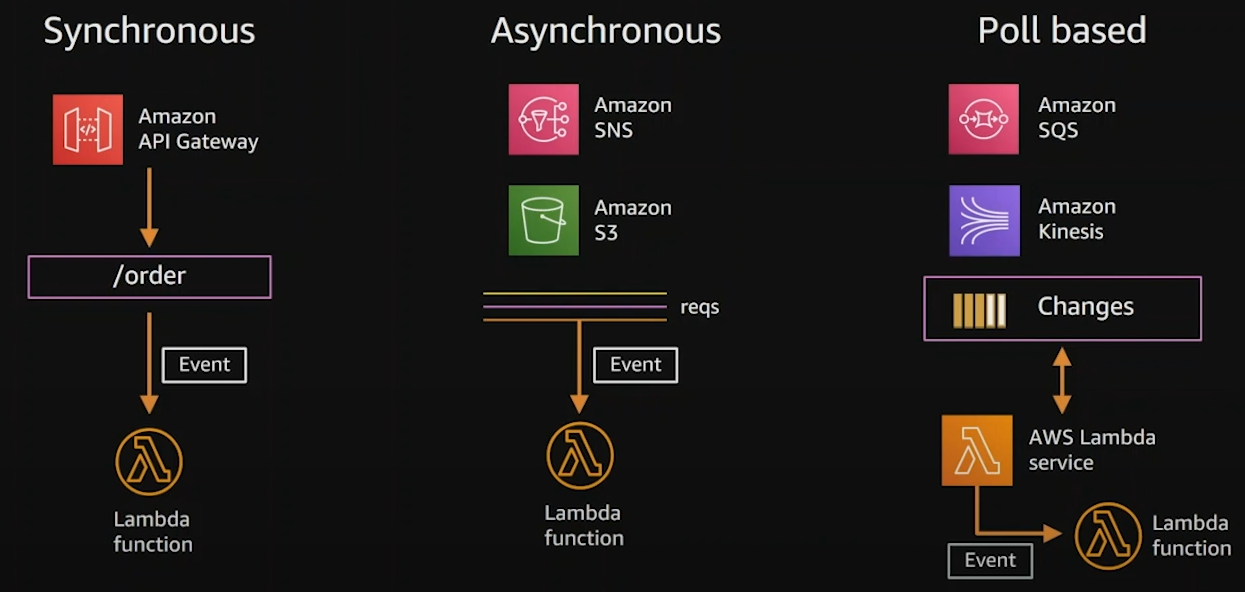 Synchronous
Amazon
API Gateway
/order
Event
Lambda
function
Asynchronous
Amazon
SNS
Amazon
S3
reqs
Event
Lambda
function
Poll based
Amazon
SQS
Amazon
Kinesis
Changes
AWS Lambda
service
Event
Lambda
function